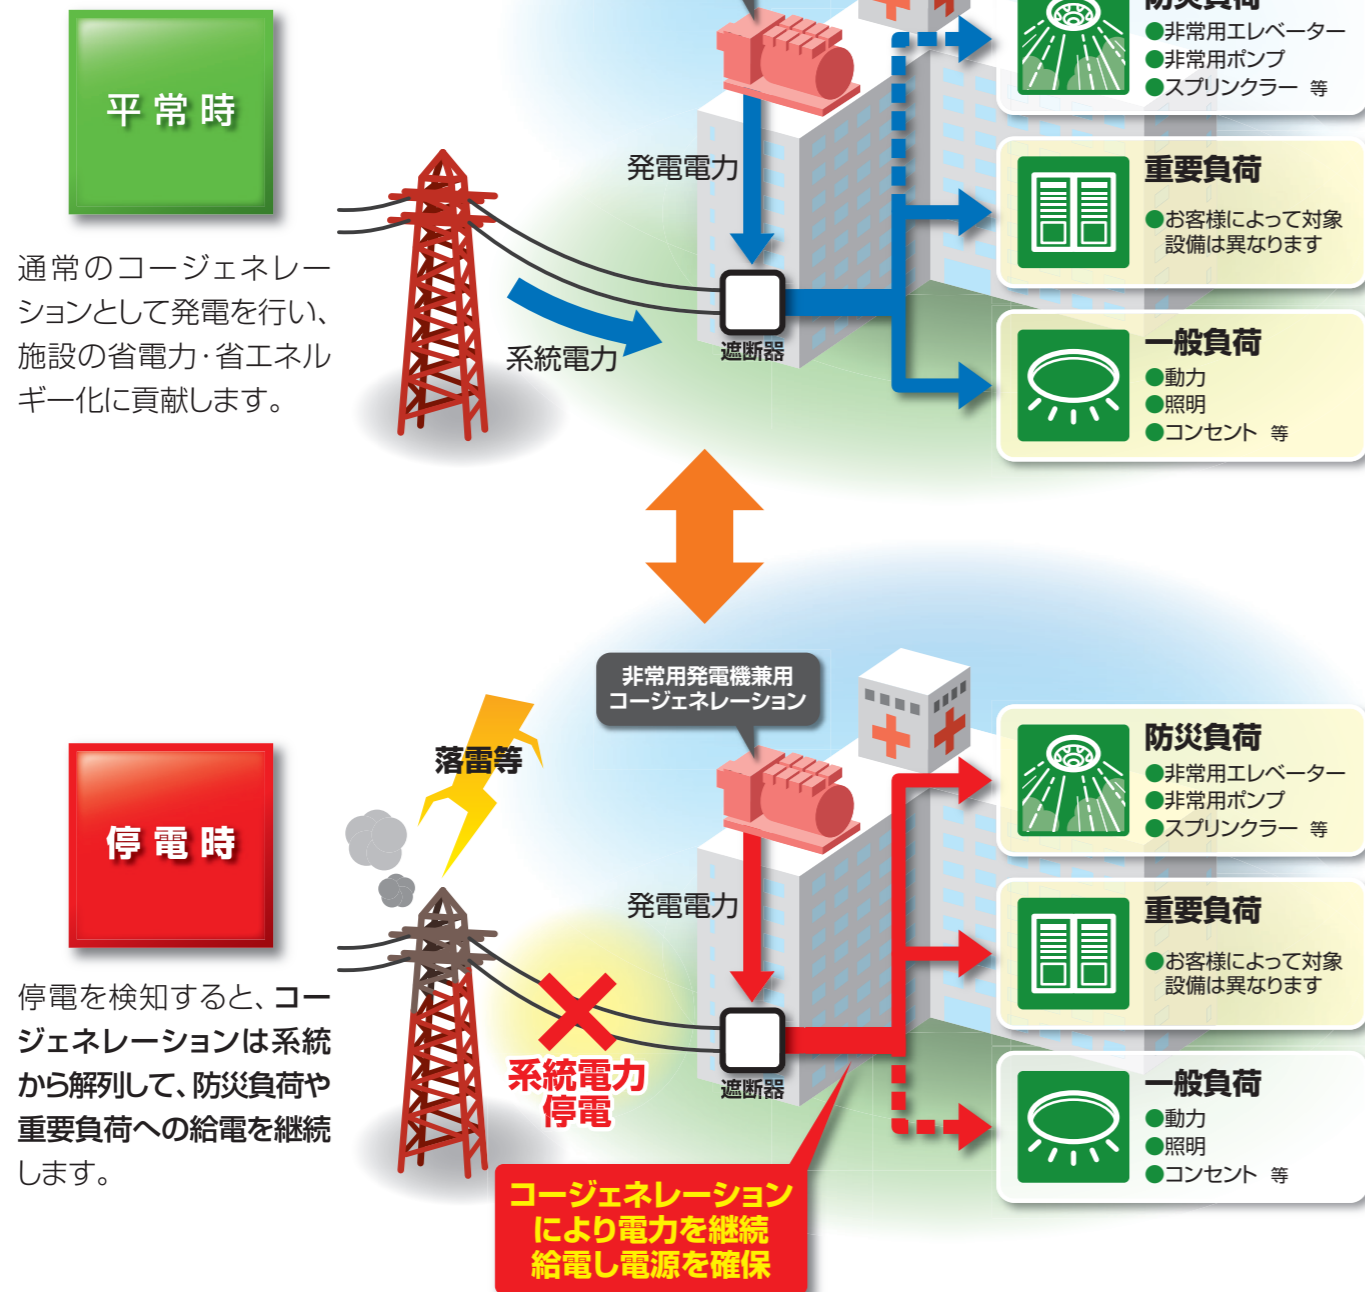 防災負荷
●非常用エレベーター
●非常用ポンプ
●スプリンクラー 等
平常時
発電電力
重要負荷
●お客様によって対象
設備は異なります
通常のコージェネレー
ションとして発電を行い、
施設の省電力・省エネル
ギー化に貢献します。
系統電力
遮断器
一般負荷
●動力
●照明
●コンセント 等
非常用発電機兼用
コージェネレーション
落雷等
防災負荷
●非常用エレベーター
●非常用ポンプ
●スプリンクラー 等
停電時
発電電力
重要負荷
●お客様によって対象
設備は異なります
停電を検知すると、コー
ジェネレーションは系統
から解列して、防災負荷や
重要負荷への給電を継続
します。
系統電力
停電
遮断器
一般負荷
●動力
●照明
●コンセント 等
コージェネレーション
により電力を継続
給電し電源を確保